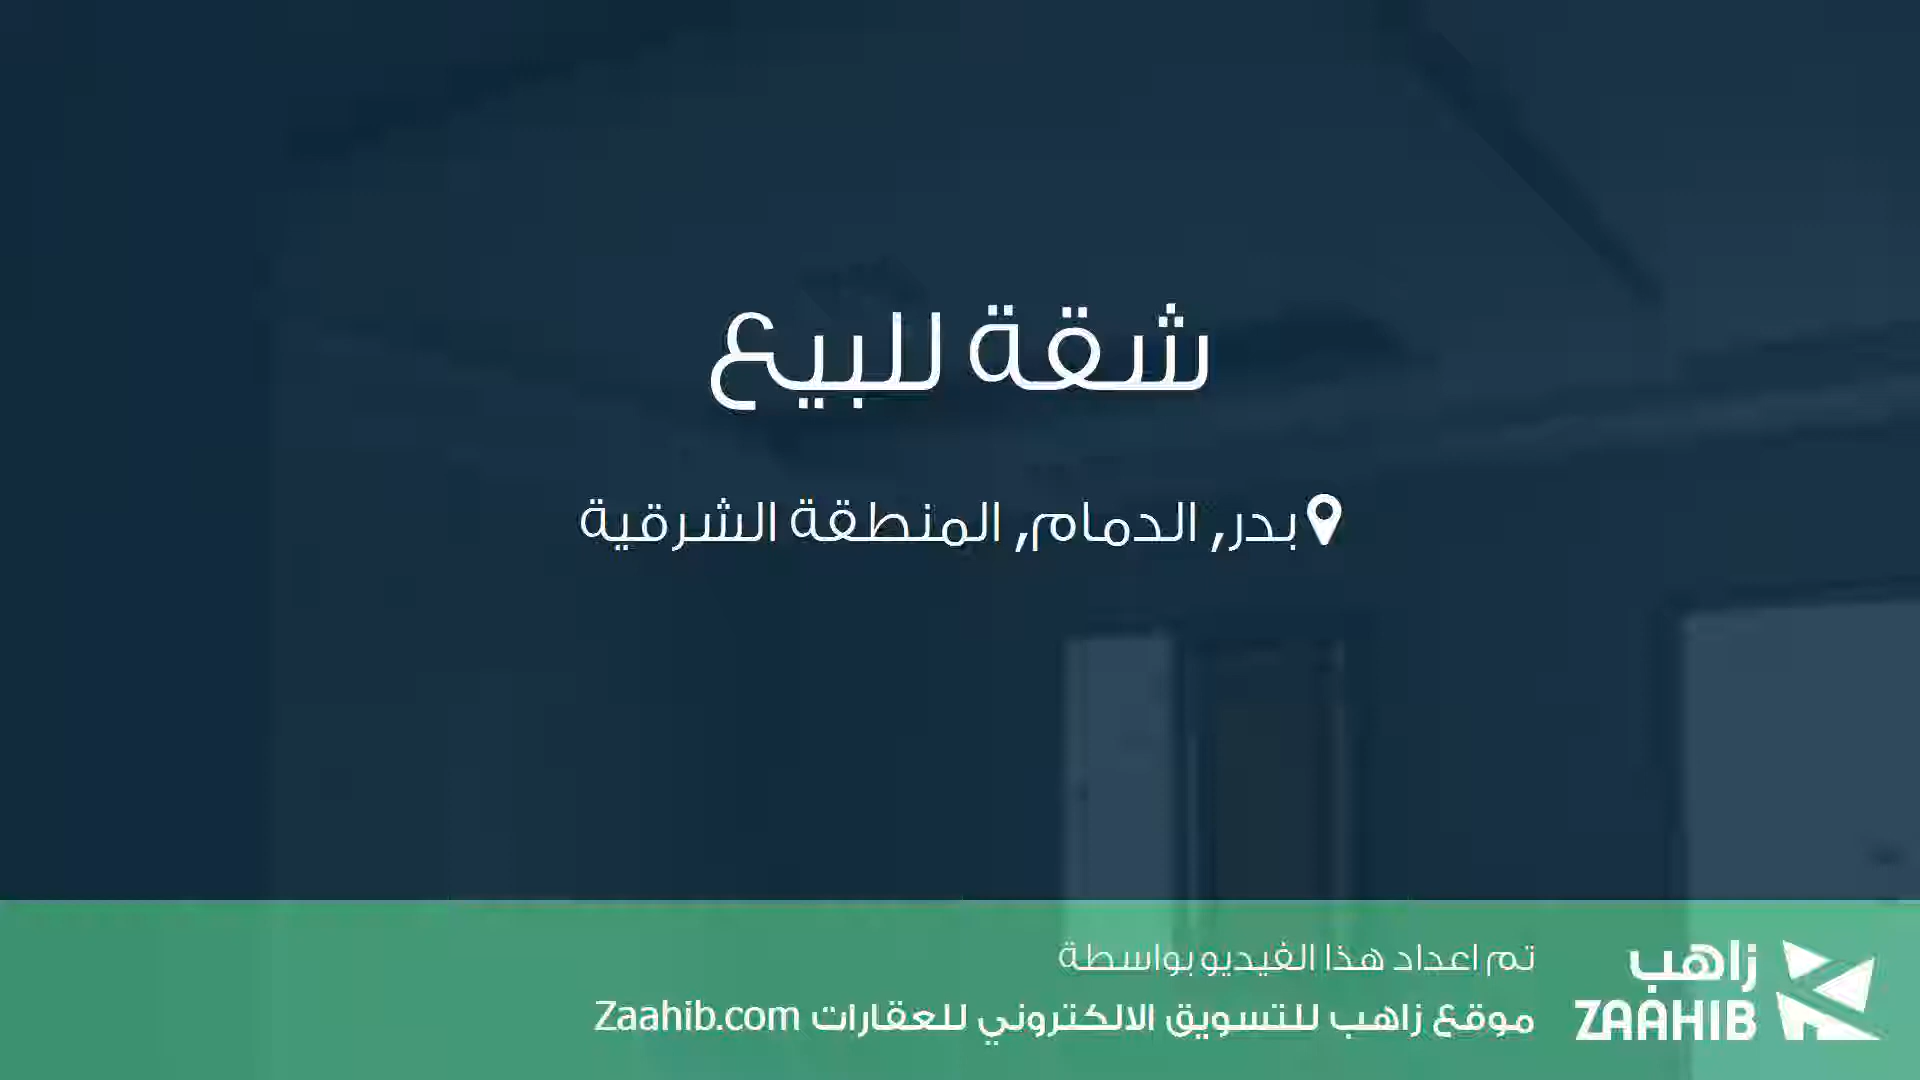 شقة للبيع
بدر, الدمام, المنطقة الشرقية
تم اعداد هذا الفيديو بواسطة
موقع زاهب للتسويق الالكتروني للعقارات Zaahib.com
زاهب
ZAAHIB